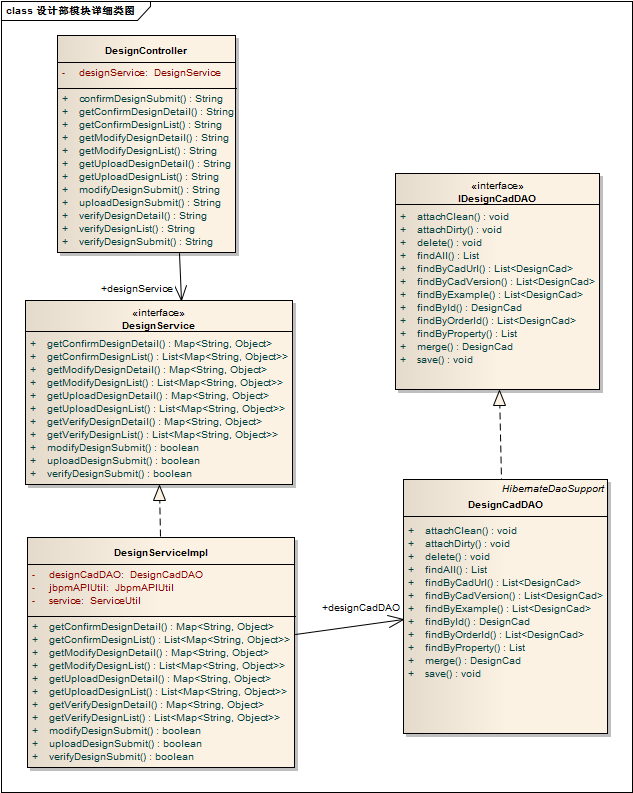 class 设计部模块详细类图
DesignController
- designService: DesignService
+ confirmDesignSubmit() : String
+ getConfirmDesignDetail() : String
+ getConfirmDesignList() : String
+ getModifyDesignDetail() : String
+ getModifyDesignList() : String
+ getUploadDesignDetail() : String
+ getUploadDesignList() : String
+ modifyDesignSubmit() : String
+ uploadDesignSubmit() : String
+ verifyDesignDetail() : String
+ verifyDesignList() : String
+ verifyDesignSubmit() : String
+designService
«interface»
DesignService
+ getConfirmDesignDetail() : Map<String, Object>
+ getConfirmDesignList() : List<Map<String, Object>>
+ getModifyDesignDetail() : Map<String, Object>
+ getModifyDesignList() : List<Map<String, Object>>
+ getUploadDesignDetail() : Map<String, Object>
+ getUploadDesignList() : List<Map<String, Object>>
+ getVerifyDesignDetail() : Map<String, Object>
+ getVerifyDesignList() : List<Map<String, Object>>
+ modifyDesignSubmit() : boolean
+ uploadDesignSubmit() : boolean
+ verifyDesignSubmit() : boolean
DesignServiceImpl
- designCadDAO: DesignCadDAO
- jbpmAPIUtil: JbpmAPIUtil
- service: ServiceUtil
+ getConfirmDesignDetail() : Map<String, Object>
+ getConfirmDesignList() : List<Map<String, Object>>
+ getModifyDesignDetail() : Map<String, Object>
+ getModifyDesignList() : List<Map<String, Object>>
+ getUploadDesignDetail() : Map<String, Object>
+ getUploadDesignList() : List<Map<String, Object>>
+ getVerifyDesignDetail() : Map<String, Object>
+ getVerifyDesignList() : List<Map<String, Object>>
+ modifyDesignSubmit() : boolean
+ uploadDesignSubmit() : boolean
+ verifyDesignSubmit() : boolean
+designCadDAO
«interface»
IDesignCadDAO
+ attachClean() : void
+ attachDirty() : void
+ delete() : void
+ findAll() : List
+ findByCadUrl() : List<DesignCad>
+ findByCadVersion() : List<DesignCad>
+ findByExample() : List<DesignCad>
+ findById() : DesignCad
+ findByOrderId() : List<DesignCad>
+ findByProperty() : List
+ merge() : DesignCad
+ save() : void
HibernateDaoSupport
DesignCadDAO
+ attachClean() : void
+ attachDirty() : void
+ delete() : void
+ findAll() : List
+ findByCadUrl() : List<DesignCad>
+ findByCadVersion() : List<DesignCad>
+ findByExample() : List<DesignCad>
+ findById() : DesignCad
+ findByOrderId() : List<DesignCad>
+ findByProperty() : List
+ merge() : DesignCad
+ save() : void